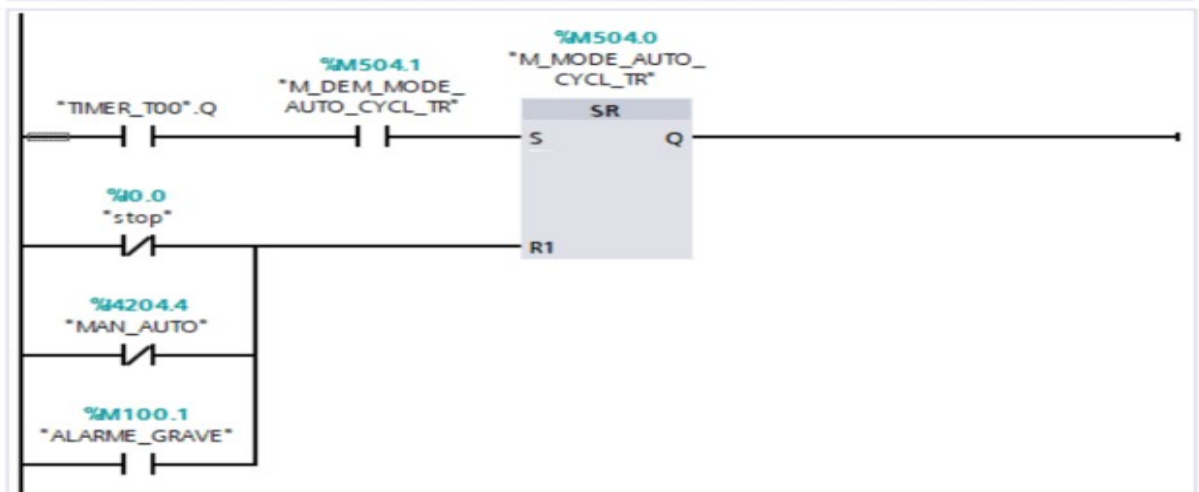 %M504.0
"M_MODE_AUTO_
CYCL_TR"
%M504.1
"M_DEM_MODE_
AUTO_CYCL_TR"
"TIMER_T00".Q
SR
S
Q
%I0.0
"stop"
R1
%I4204.4
"MAN_AUTO"
%M100.1
"ALARME_GRAVE"